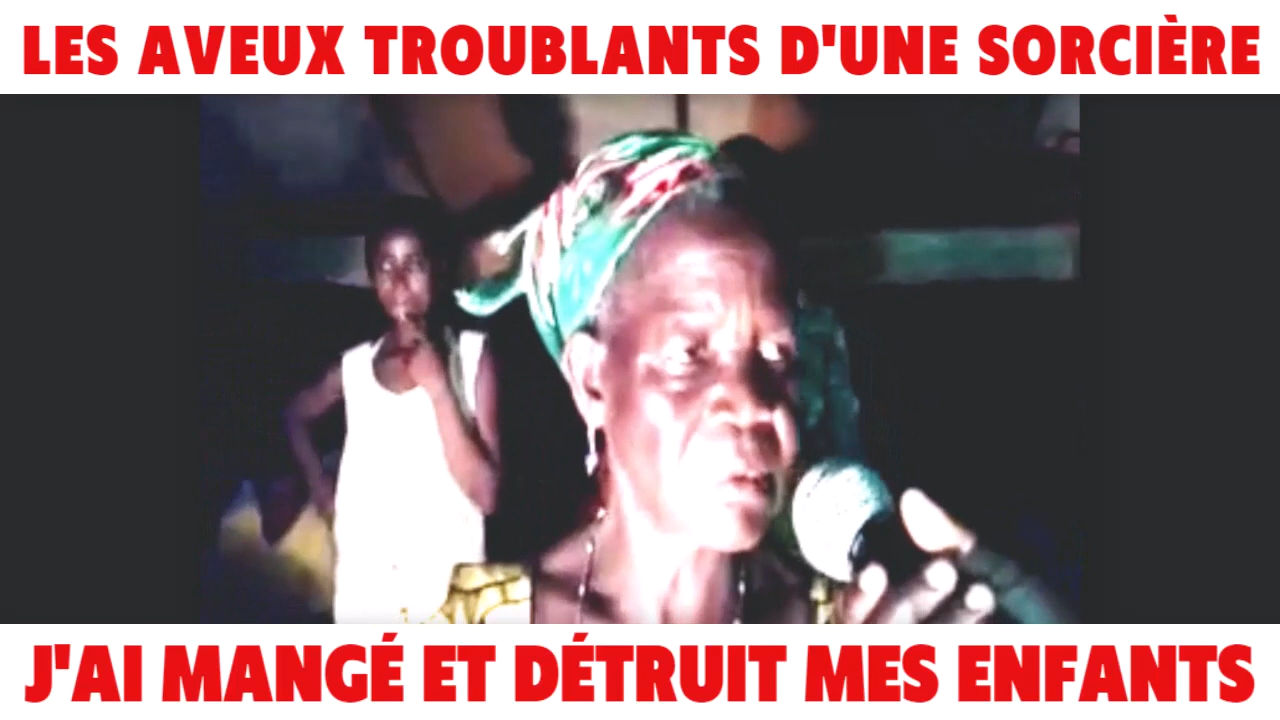 LES AVEUX TROUBLANTS D'UNE SORCIÈRE
J'AI MANGÉ ET DÉTRUIT MES ENFANTS